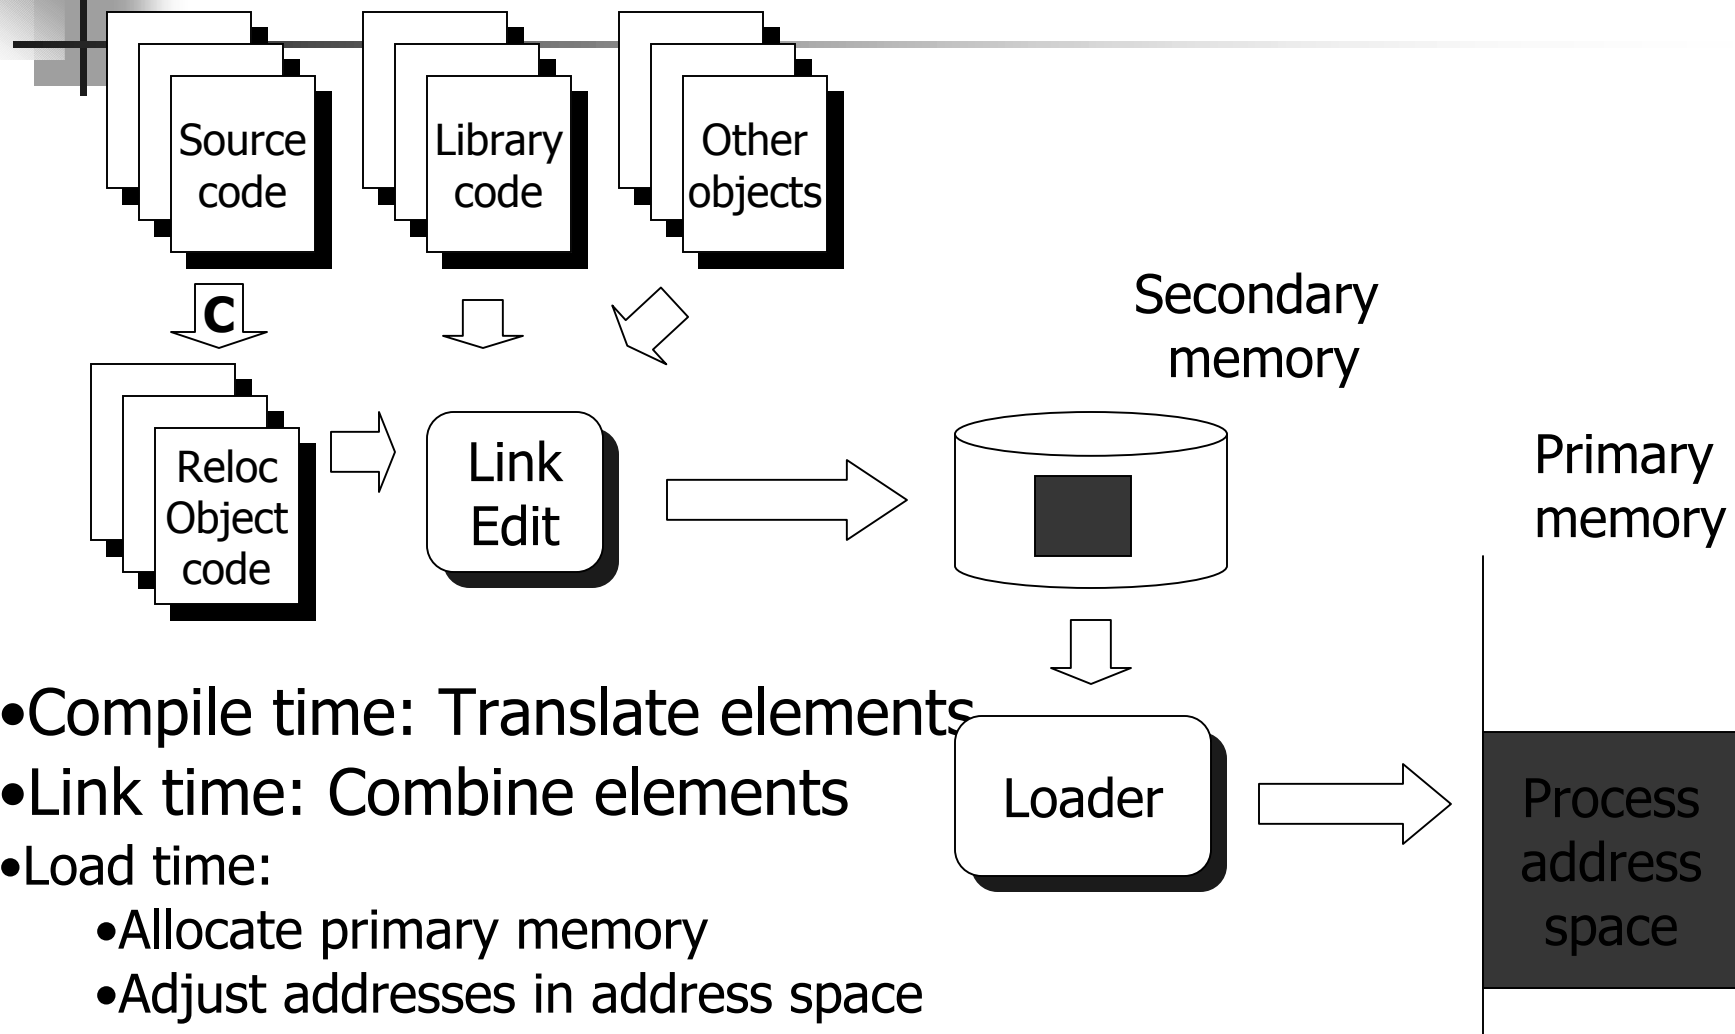 Source
code
Library
code
Other
objects
C
Secondary
memory
Reloc
Object
code
Link
Edit
Primary
memory
•Compile time: Translate elements
•Link time: Combine elements
•Load time:
•Allocate primary memory
•Adjust addresses in address space
Loader
Process
address
space